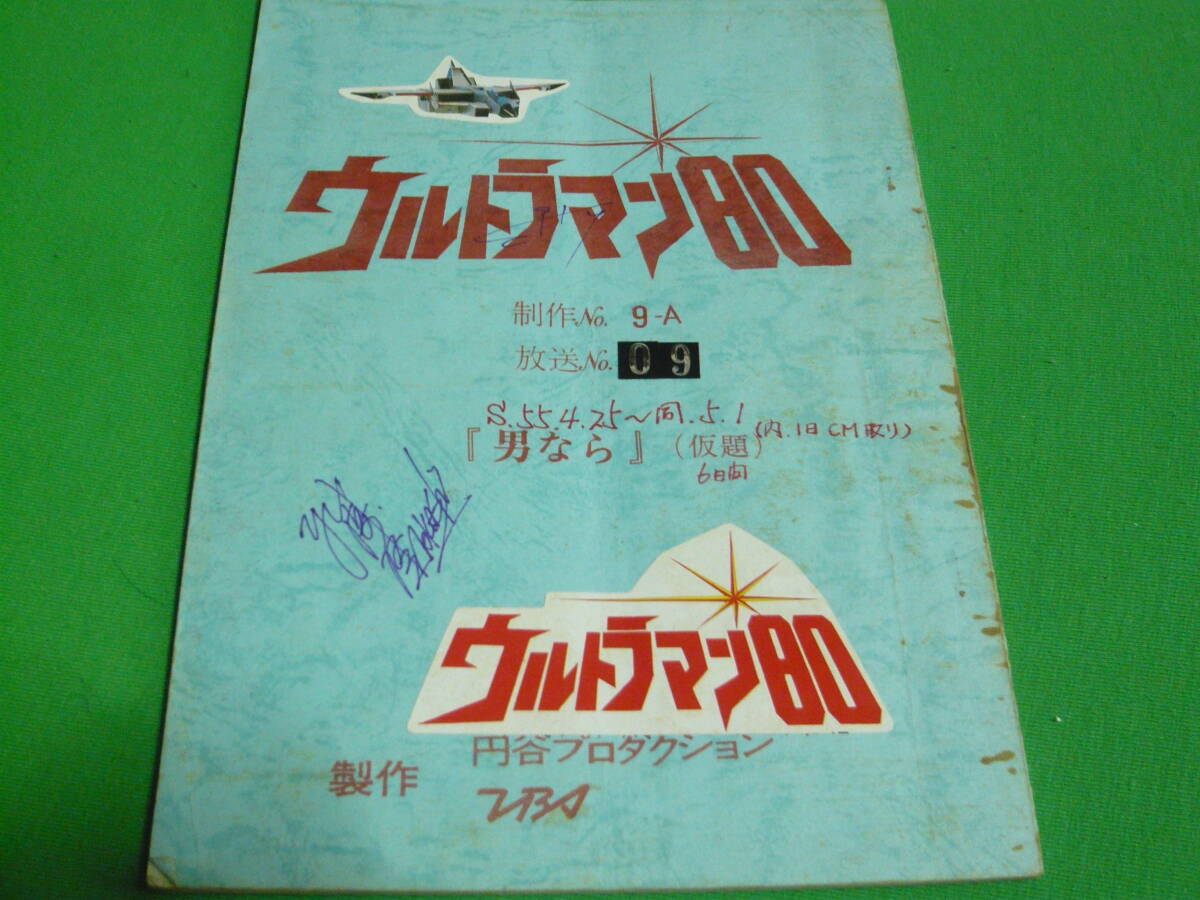 ウルトラマン80
制作No. 9-A
放送No. 09
S.55.4.25～同.5.1
(内.1日CM取り)
『男なら』(仮題)
6日間
ウルトラマン80
円谷プロダクション
製作
TBS